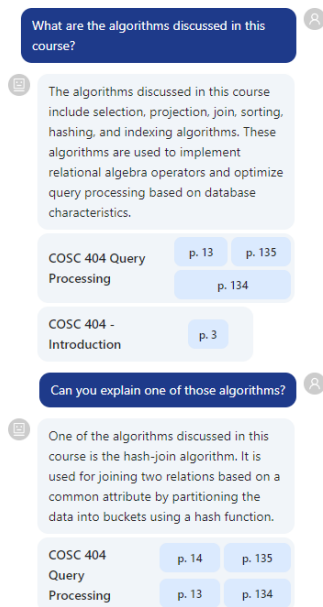 What are the algorithms discussed in this
course?
The algorithms discussed in this course
include selection, projection, join, sorting,
hashing, and indexing algorithms. These
algorithms are used to implement
relational algebra operators and optimize
query processing based on database
characteristics.
COSC 404 Query
Processing
p. 13
p. 135
p. 134
COSC 404 -
Introduction
p. 3
Can you explain one of those algorithms?
One of the algorithms discussed in this
course is the hash-join algorithm. It is
used for joining two relations based on a
common attribute by partitioning the
data into buckets using a hash function.
COSC 404
Query
Processing
p. 14
p. 135
p. 13
p. 134